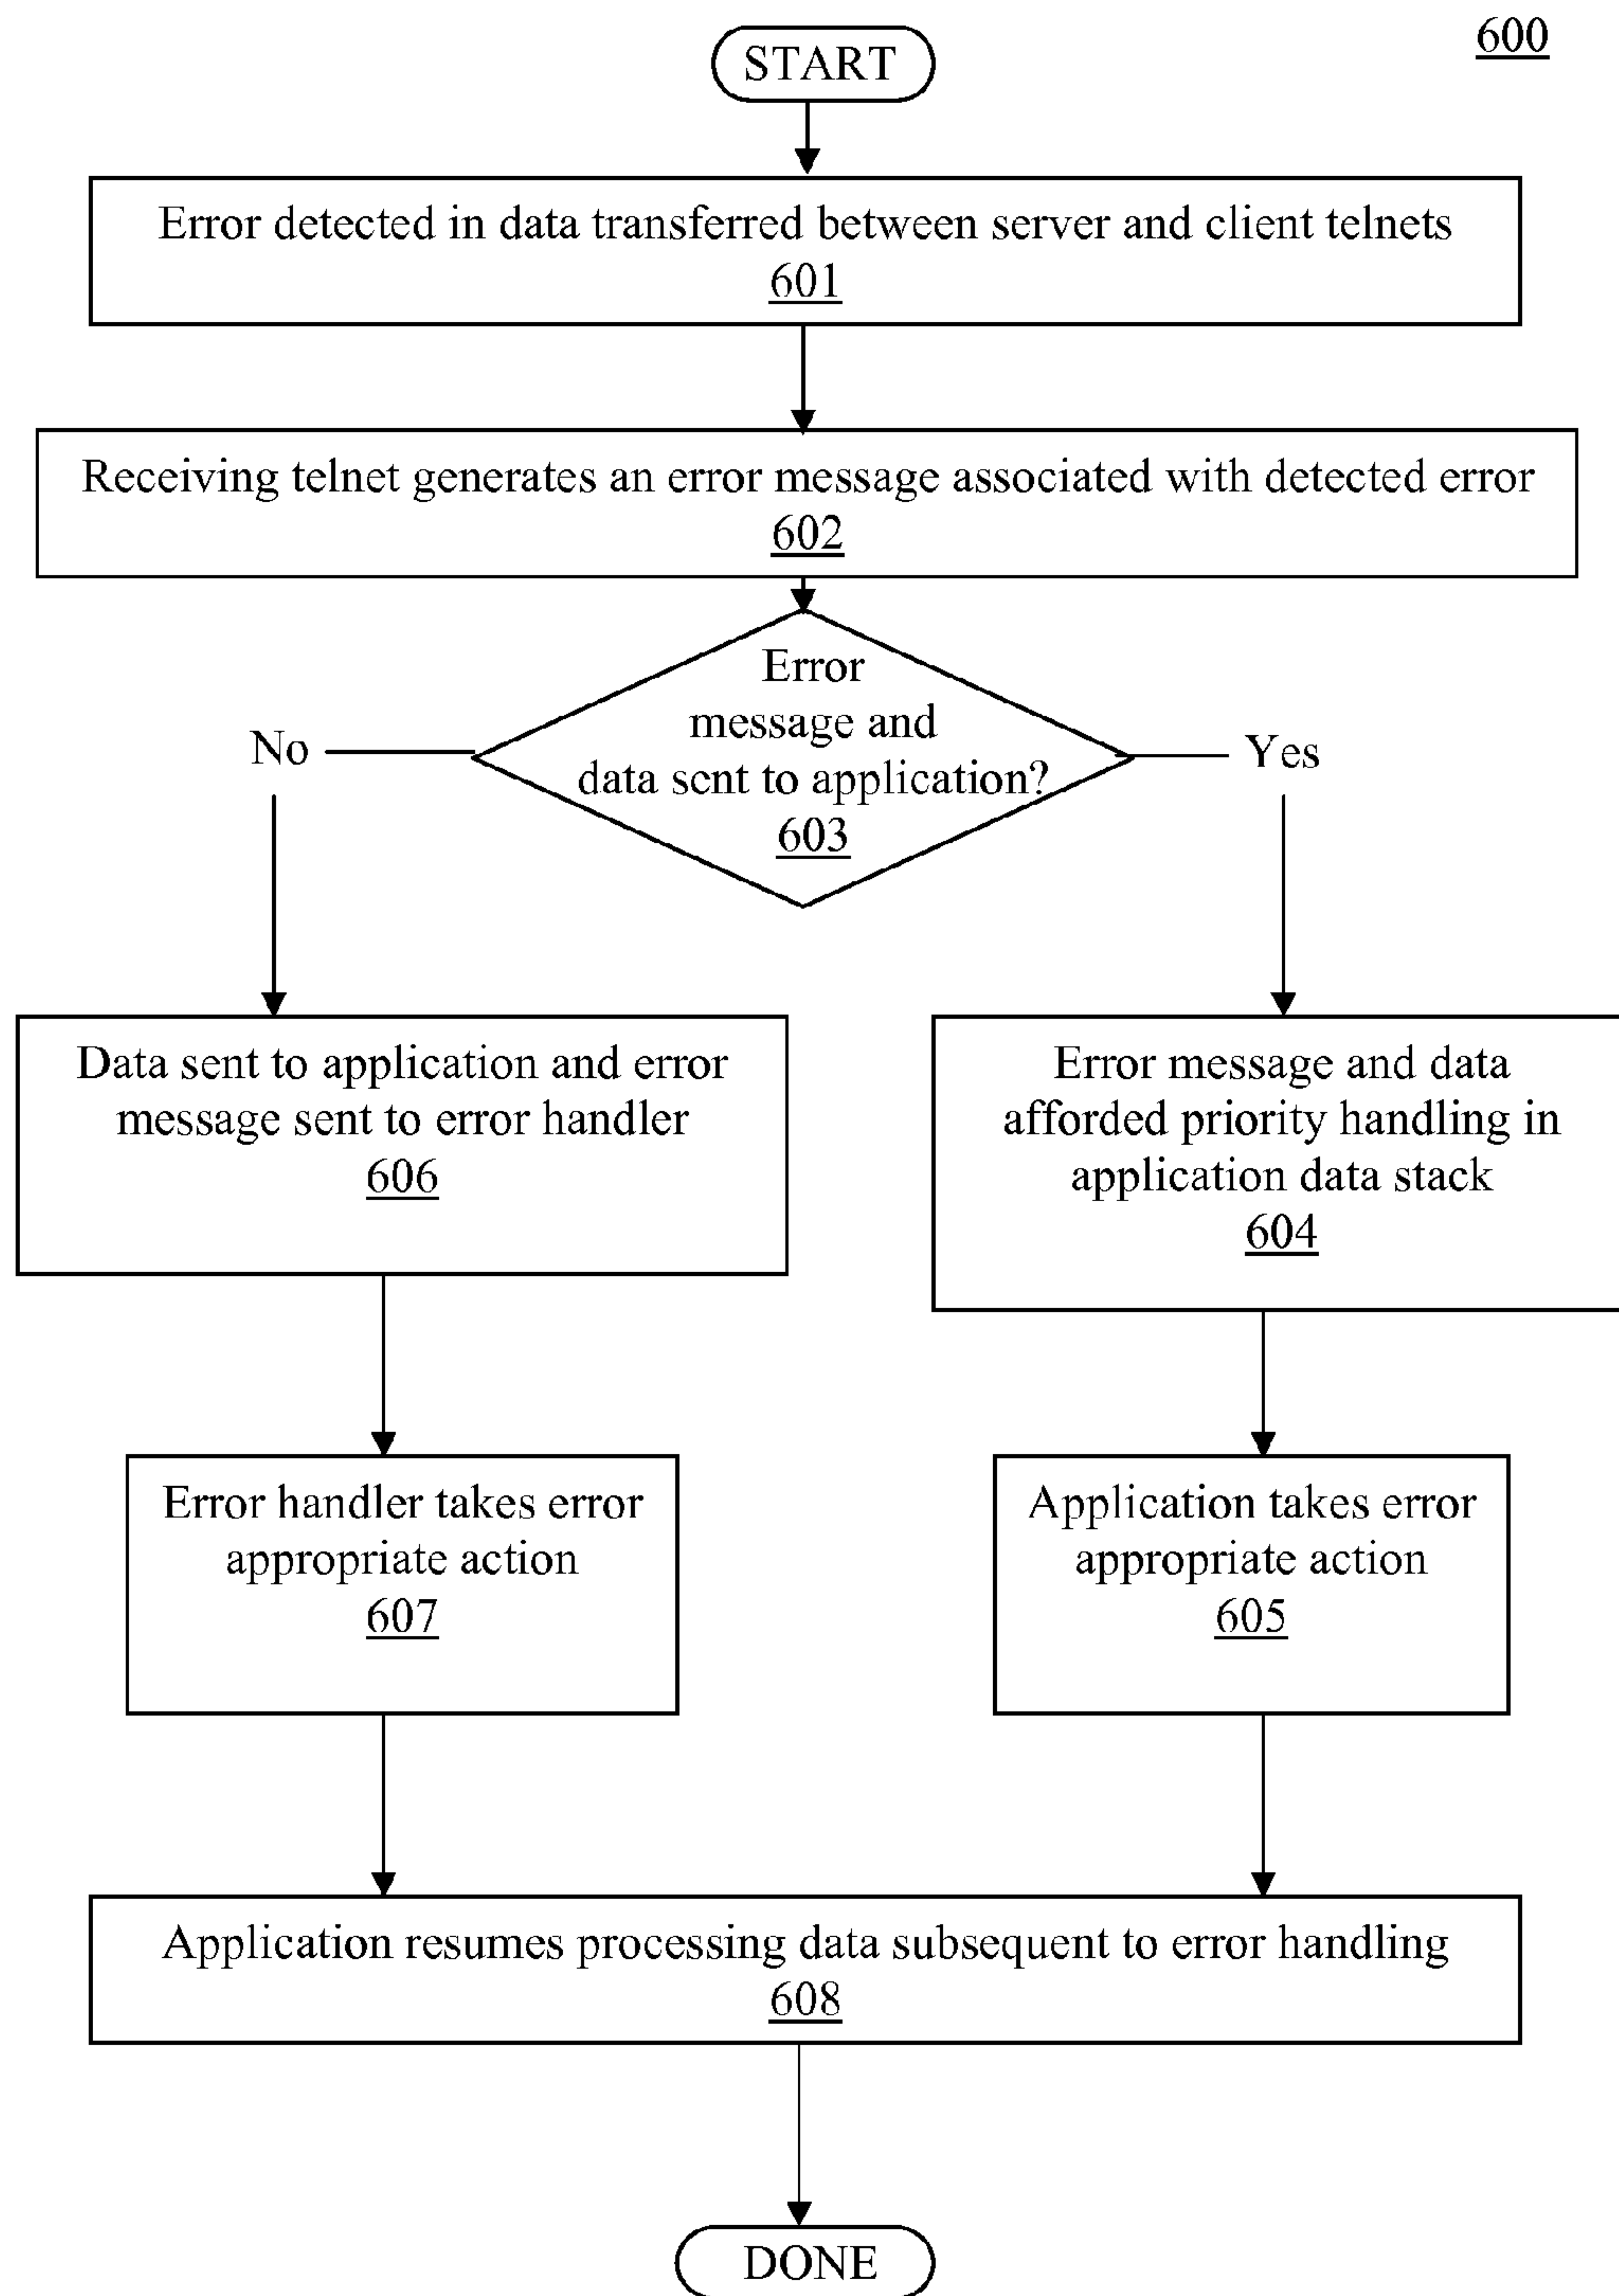 600
START
Error detected in data transferred between server and client telnets
601
Receiving telnet generates an error message associated with detected error
602
Error
message and
data sent to application?
603
No
Yes
Data sent to application and error
message sent to error handler
606
Error message and data
afforded priority handling in
application data stack
604
Error handler takes error
appropriate action
607
Application takes error
appropriate action
605
Application resumes processing data subsequent to error handling
608
DONE